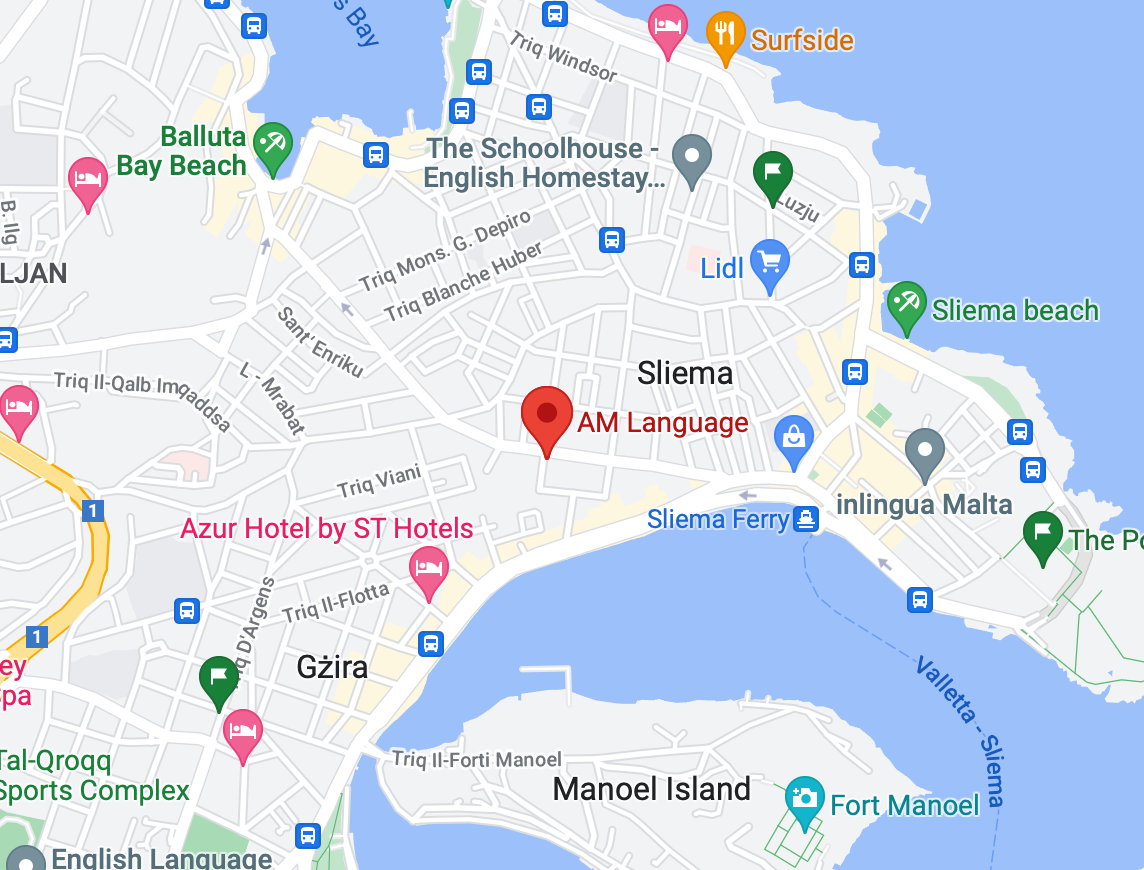 s Bay
Surfside
Triq Windsor
Balluta
Bay Beach
The Schoolhouse -
English Homestay...
Luzju
B. Ilg
Triq Mons. G. Depiro
Triq Blanche Huber
Lidl
LJAN
Sliema beach
Sant' Enriku
Sliema
Triq Il-Qalb Imqaddsa
L - Mrabat
AM Language
Triq Viani
1
inlingua Malta
Sliema Ferry
Azur Hotel by ST Hotels
The Po
Triq Il-Flotta
Triq D'Argens
1
Gżira
ey
Spa
Valletta - Sliema
Tal-Qroqq
Sports Complex
Triq Il-Forti Manoel
Manoel Island
Fort Manoel
English Language